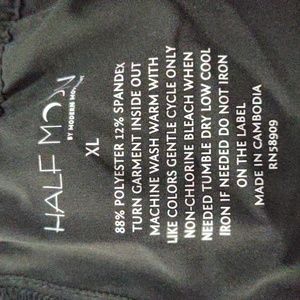 HALF MOON
BY MODERN MOVEMENT
XL
88% POLYESTER 12% SPANDEX
TURN GARMENT INSIDE OUT
MACHINE WASH WARM WITH
LIKE COLORS GENTLE CYCLE ONLY
NON-CHLORINE BLEACH WHEN
NEEDED TUMBLE DRY LOW COOL
IRON IF NEEDED DO NOT IRON
ON THE LABEL
MADE IN CAMBODIA
RN58909